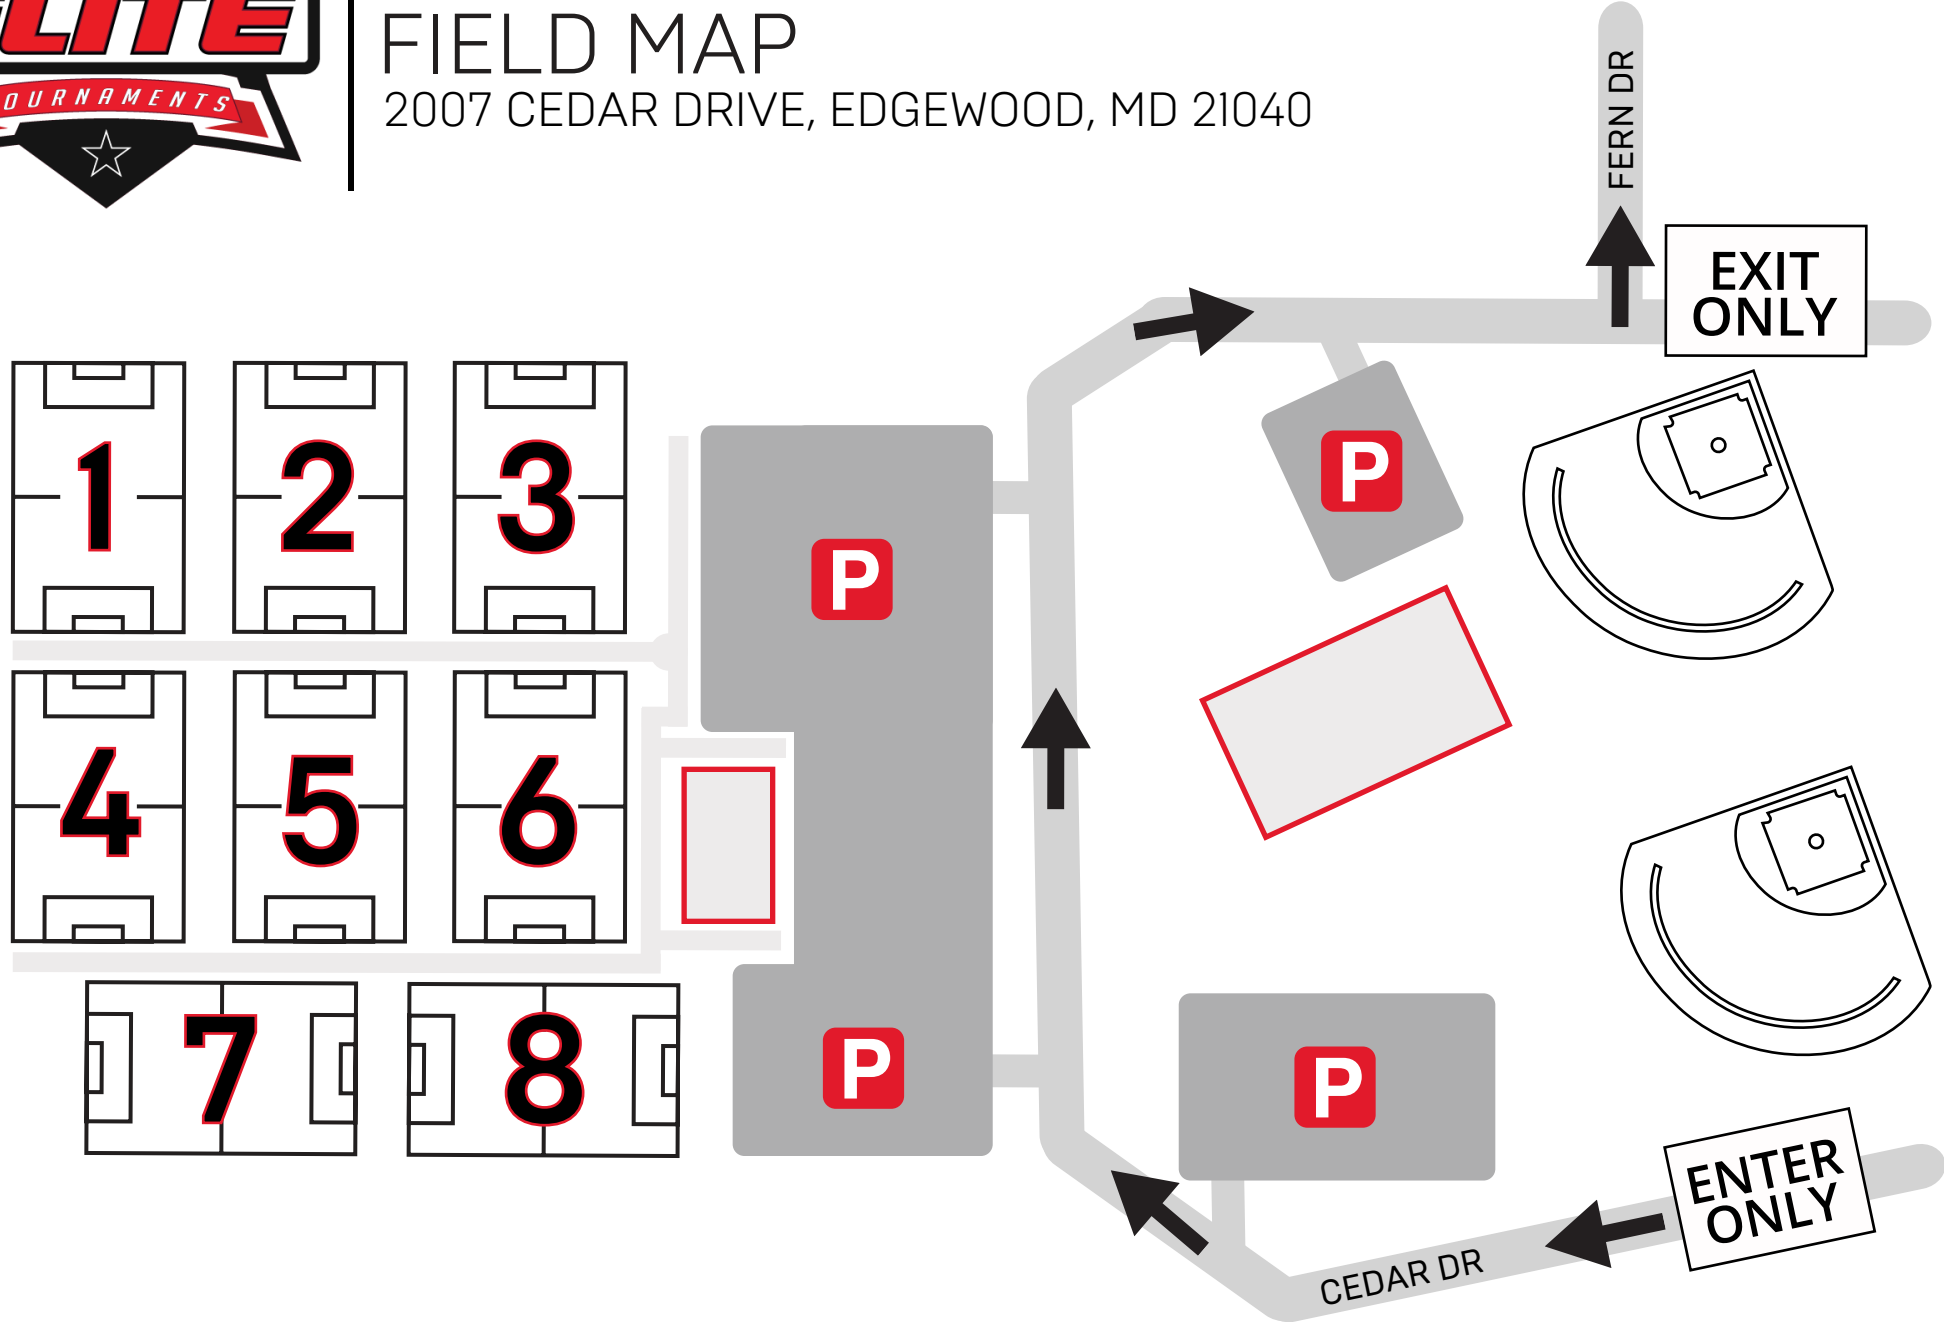 LITE
OURNAMENTS
FIELD MAP
2007 CEDAR DRIVE, EDGEWOOD, MD 21040
FERN DR
EXIT
ONLY
1
2
3
P
P
4
5
6
7
8
P
P
ENTER
ONLY
CEDAR DR